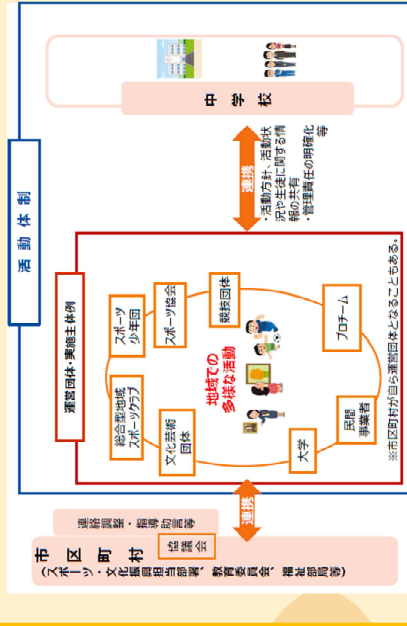 活動体制
市区町村
(スポーツ・文化振興担当部署、教育委員会、福祉部局等)
協議会
連絡調整・指導助言等
連携
運営団体・実施主体例
総合型地域
スポーツクラブ
スポーツ
少年団
スポーツ協会
競技団体
プロチーム
民間
事業者
大学
文化芸術
団体
地域での
多様な活動
※市区町村が自ら運営団体となることもある。
連携
・活動方針、活動状
況や生徒に関する情
報の共有
・管理責任の明確化
等
中学校